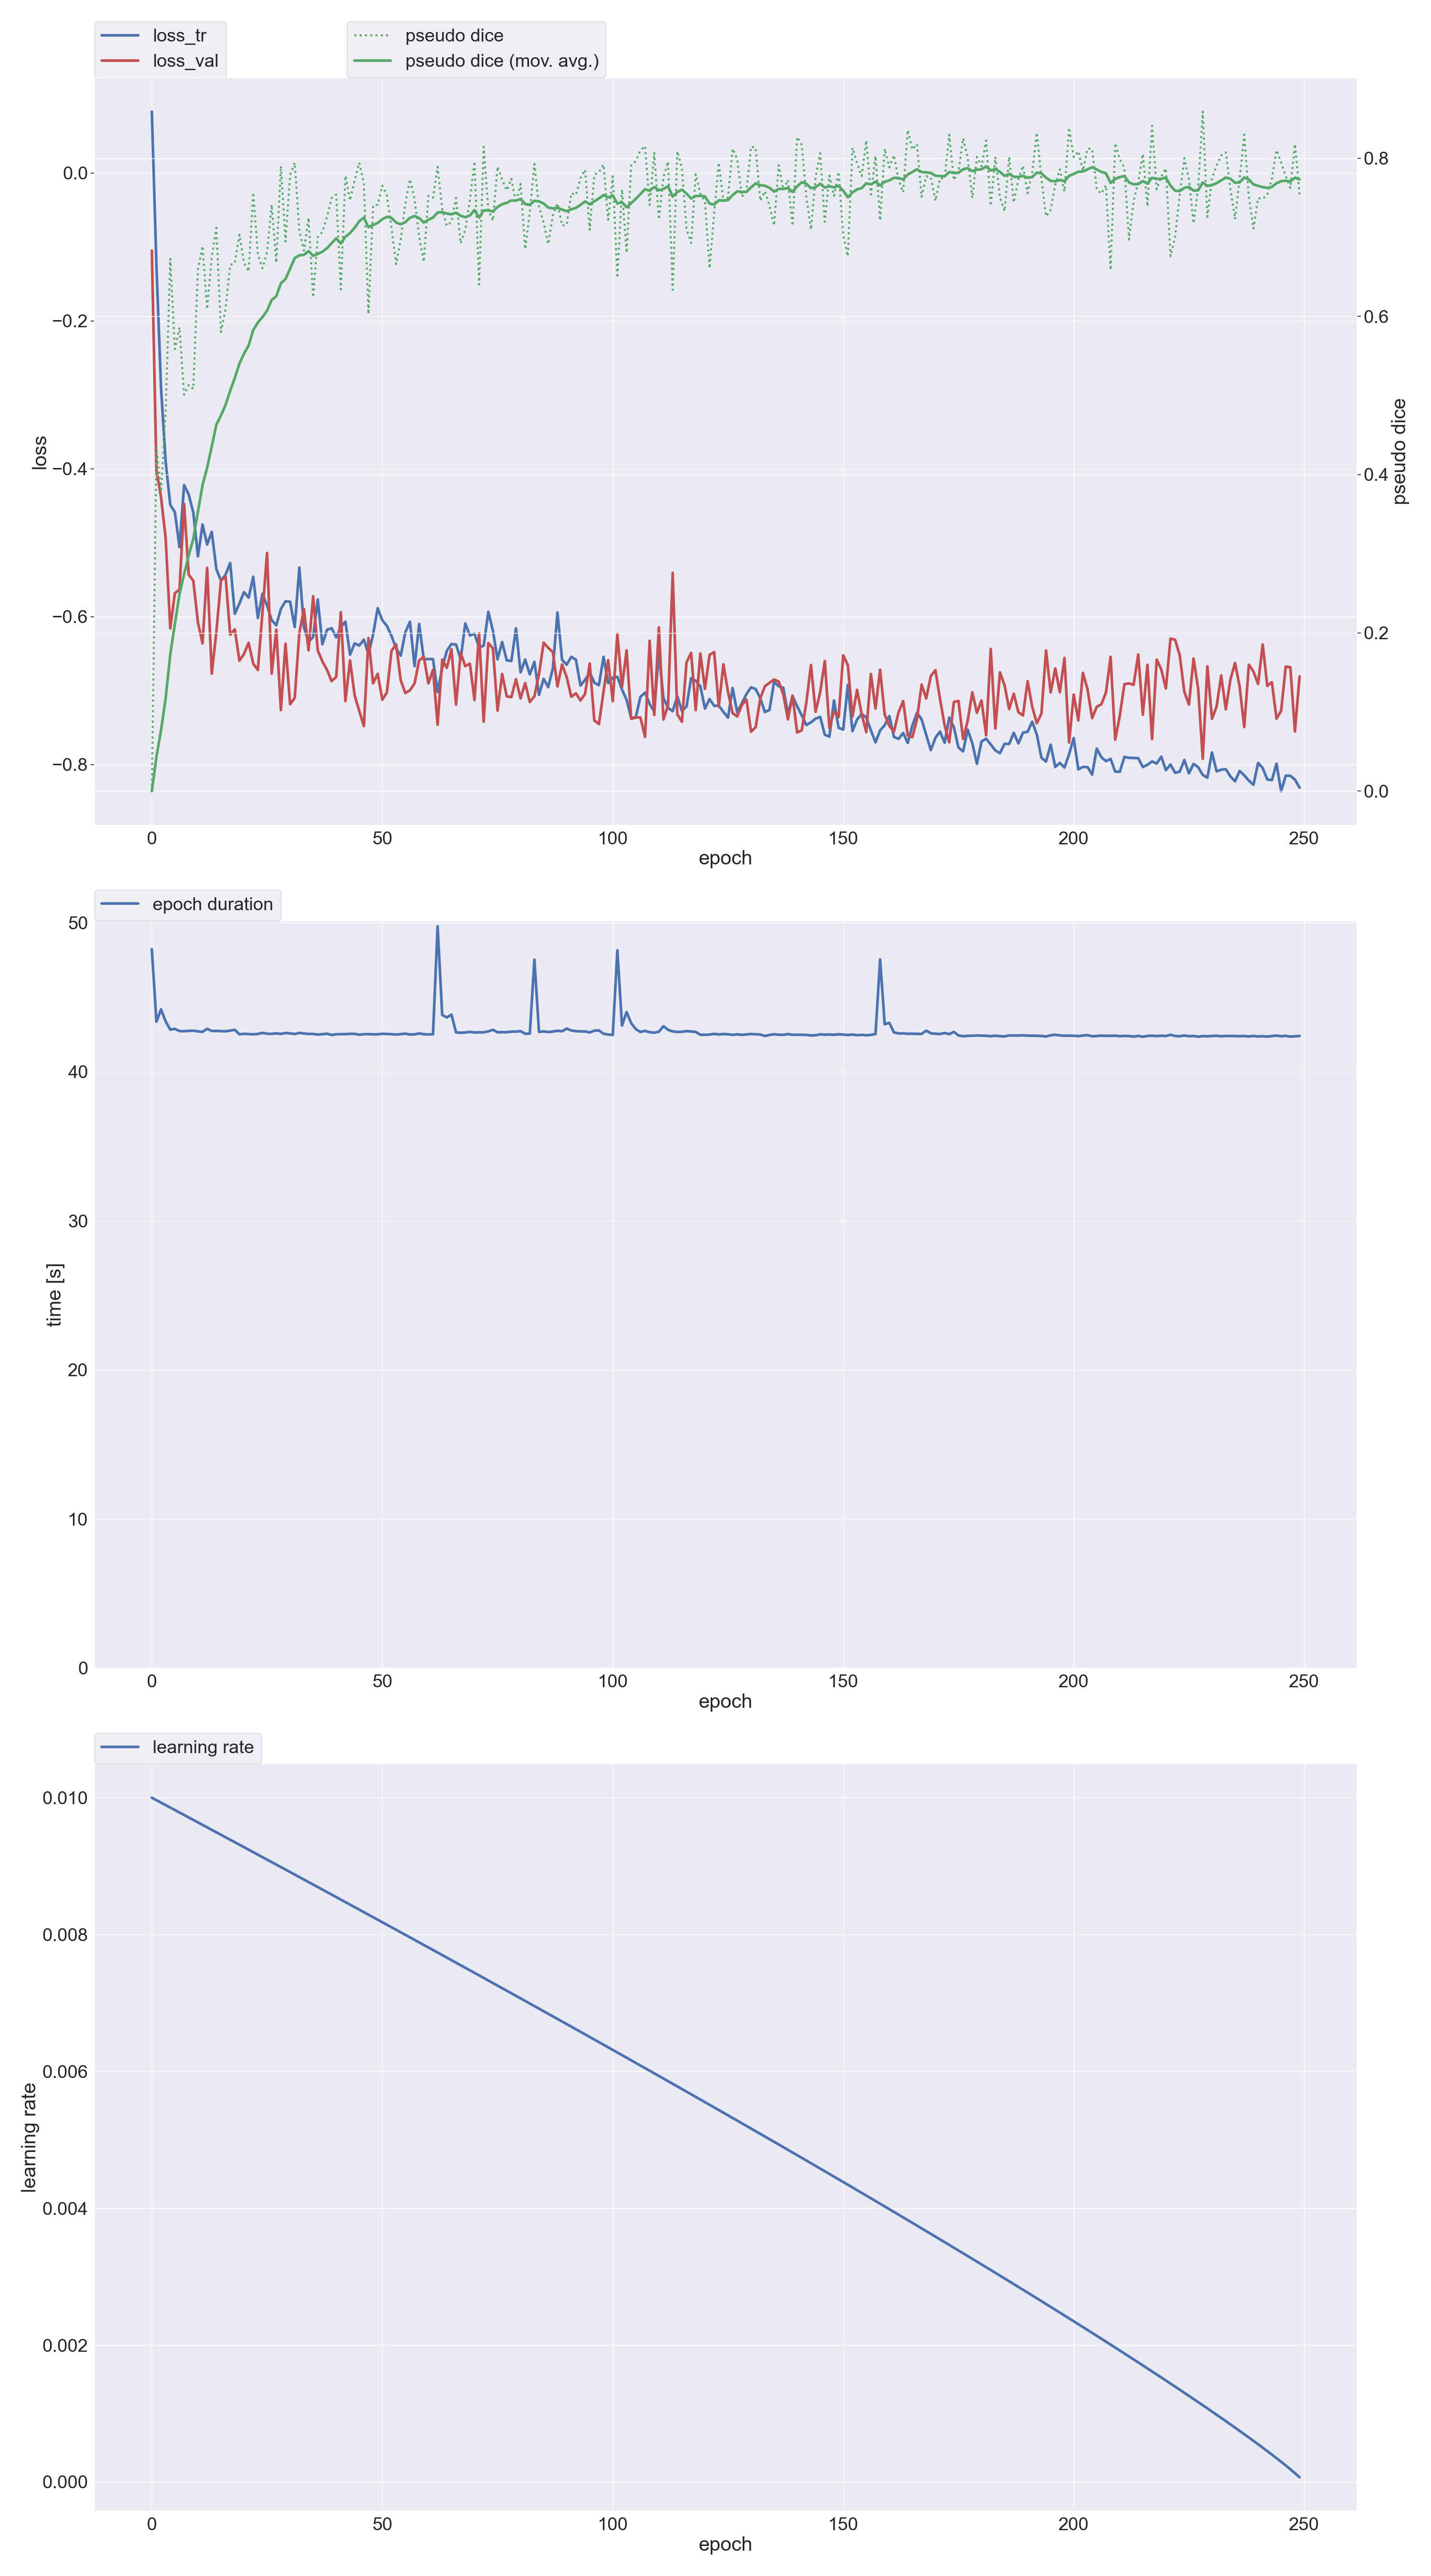 loss_tr
loss_val
pseudo dice
pseudo dice (mov. avg.)
0.0
−0.2
−0.4
−0.6
−0.8
loss
0.8
0.6
0.4
0.2
0.0
pseudo dice
0 50 100 150 200 250
epoch
epoch duration
50
40
30
20
10
0
time [s]
0 50 100 150 200 250
epoch
learning rate
0.010
0.008
0.006
0.004
0.002
0.000
learning rate
0 50 100 150 200 250
epoch